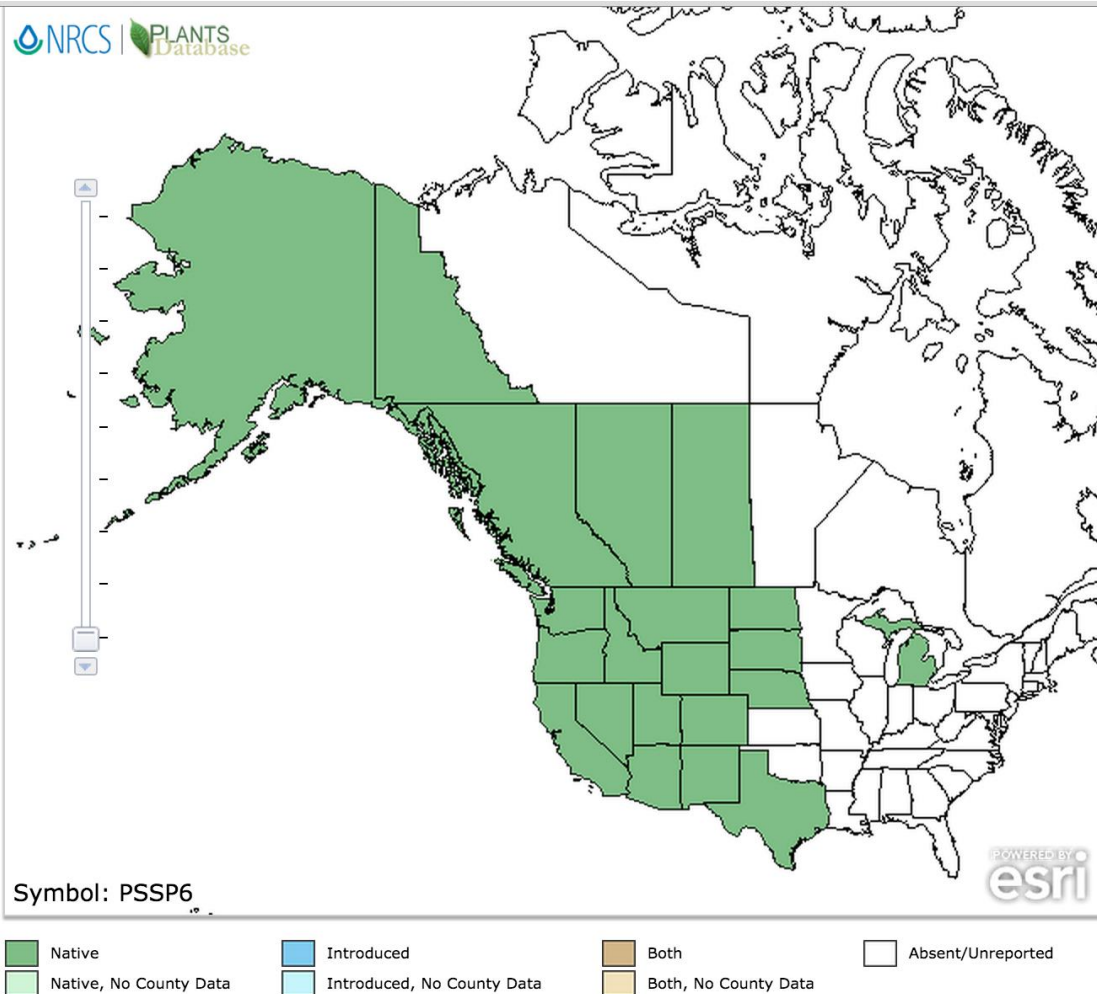 NRCS | PLANTS
Database
Symbol: PSSP6
POWERED BY
esri
Native
Introduced
Both
Absent/Unreported
Native, No County Data
Introduced, No County Data
Both, No County Data